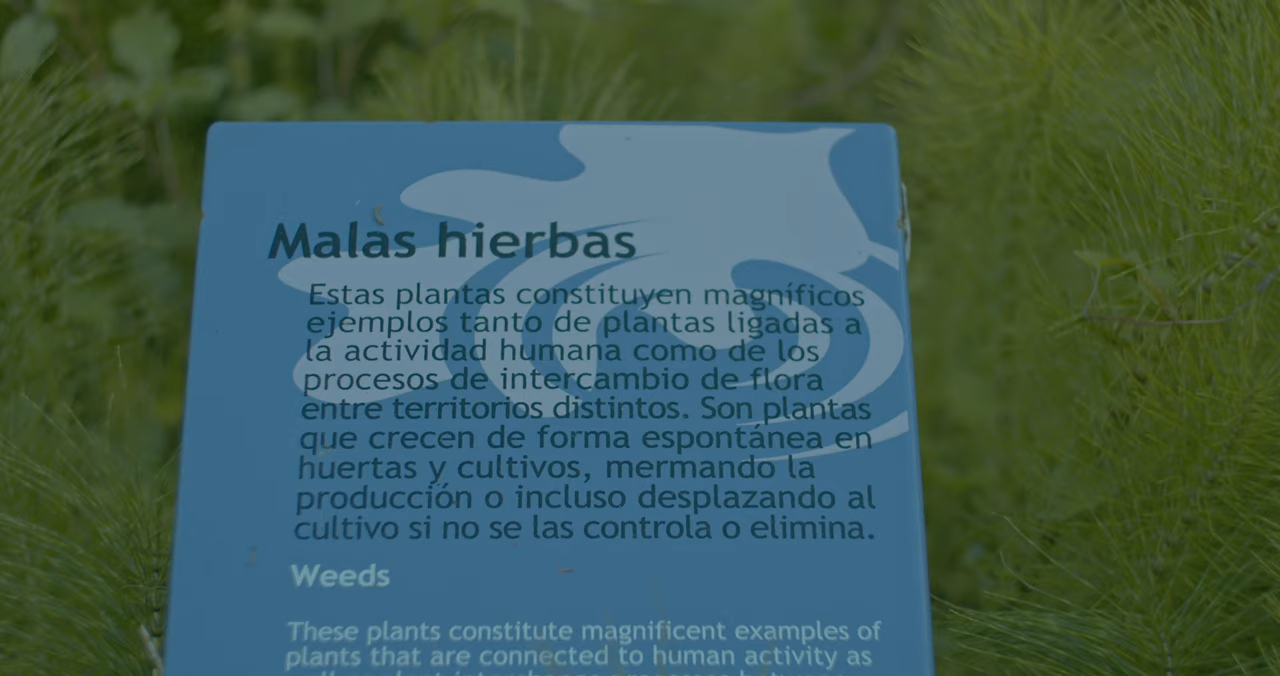 Malas hierbas
Estas plantas constituyen magníficos
ejemplos tanto de plantas ligadas a
la actividad humana como de los
procesos de intercambio de flora
entre territorios distintos. Son plantas
que crecen de forma espontánea en
huertas y cultivos, mermando la
producción o incluso desplazando al
cultivo si no se las controla o elimina.
Weeds
These plants constitute magnificent examples of
plants that are connected to human activity as